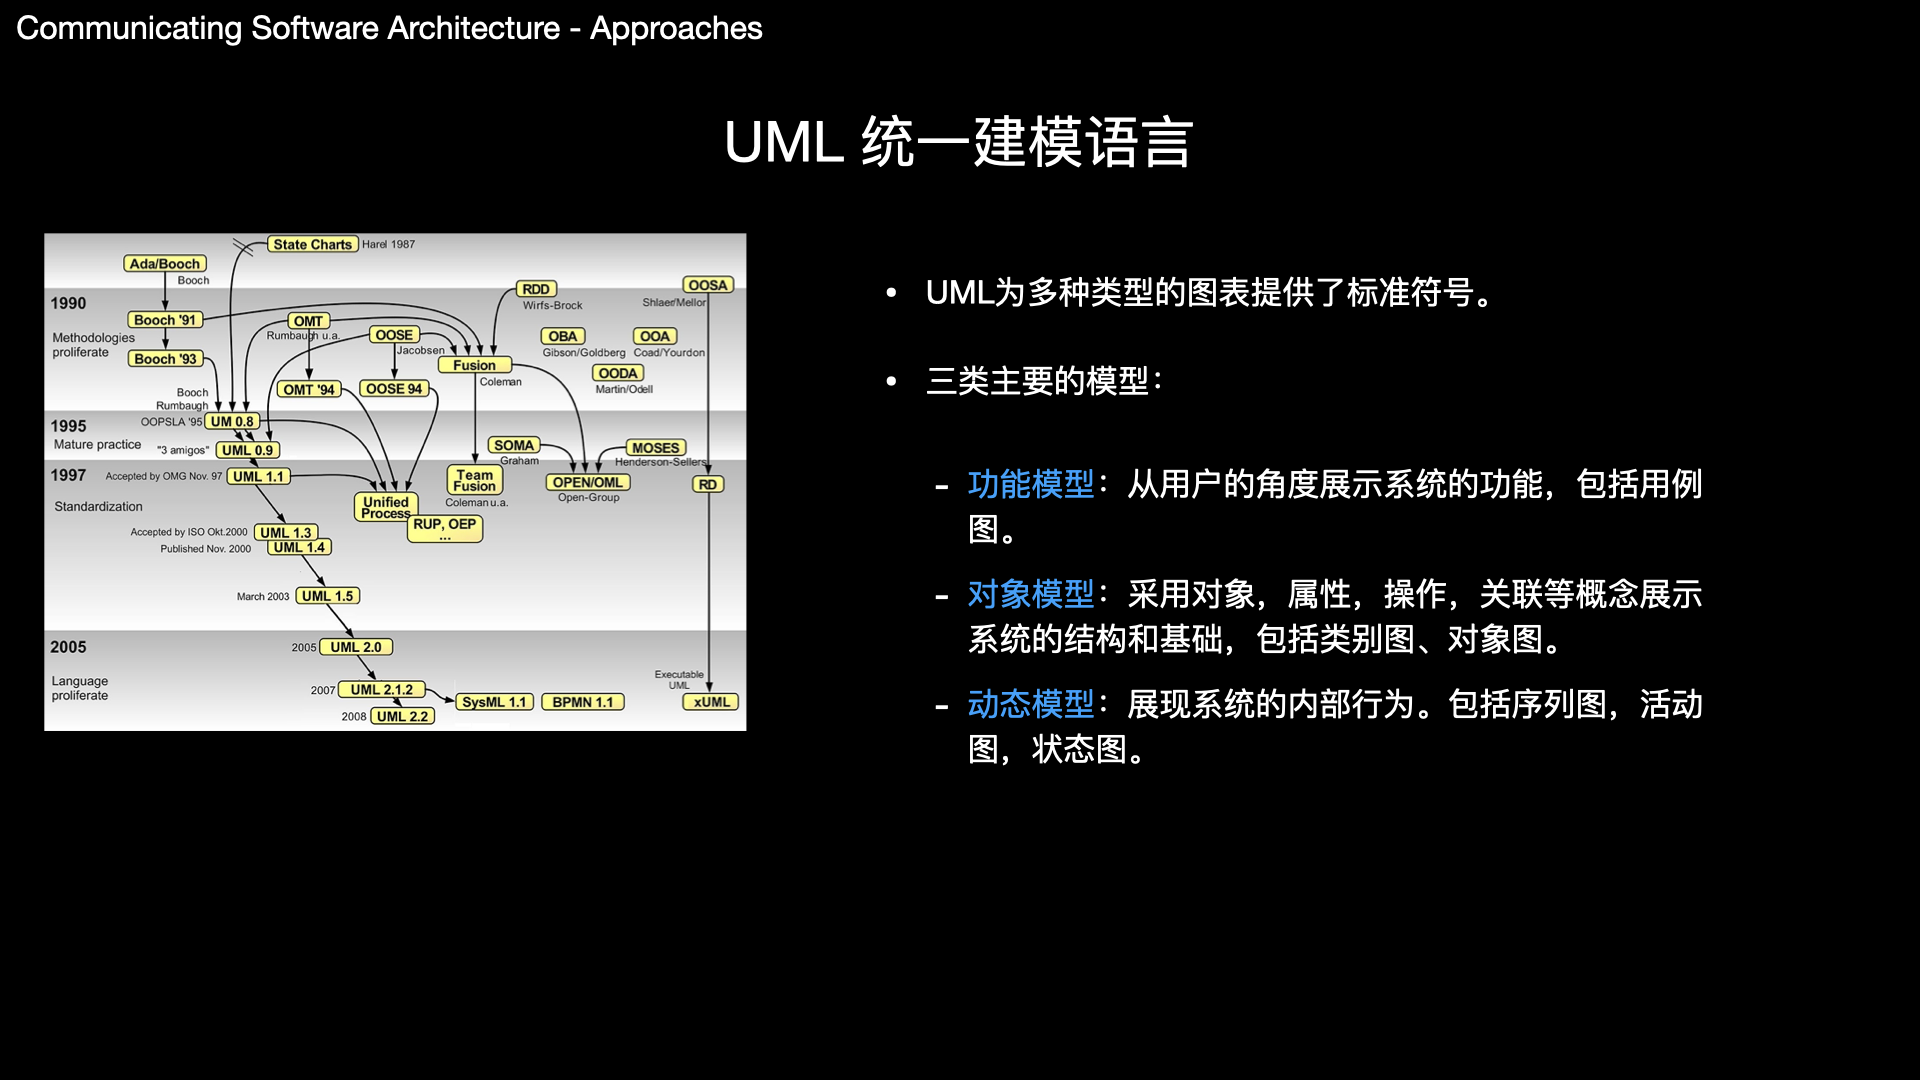 Communicating Software Architecture - Approaches
UML 统一建模语言
State Charts Harel 1987
Ada/Booch
Booch
1990
Methodologies
proliferate
RDD
Wirfs-Brock
OOSA
Shlaer/Mellor
Booch '91
OMT
Rumbaugh u.a.
OOSE
Jacobsen
OBA
Gibson/Goldberg
OOA
Coad/Yourdon
Booch '93
Fusion
Coleman
OODA
Martin/Odell
OMT '94
OOSE 94
Booch
Rumbaugh
1995
Mature practice
OOPSLA '95 UM 0.8
"3 amigos" UML 0.9
SOMA
Graham
MOSES
Henderson-Sellers
1997
Standardization
Accepted by OMG Nov. 97 UML 1.1
Team
Fusion
Coleman u.a.
OPEN/OML
Open-Group
RD
Unified
Process
RUP, OEP
...
Accepted by ISO Okt.2000 UML 1.3
Published Nov. 2000 UML 1.4
March 2003 UML 1.5
2005
Language
proliferate
2005 UML 2.0
2007 UML 2.1.2
SysML 1.1
BPMN 1.1
Executable
UML
xUML
2008 UML 2.2
• UML为多种类型的图表提供了标准符号。
• 三类主要的模型：
- 功能模型：从用户的角度展示系统的功能，包括用例
图。
- 对象模型：采用对象，属性，操作，关联等概念展示
系统的结构和基础，包括类别图、对象图。
- 动态模型：展现系统的内部行为。包括序列图，活动
图，状态图。